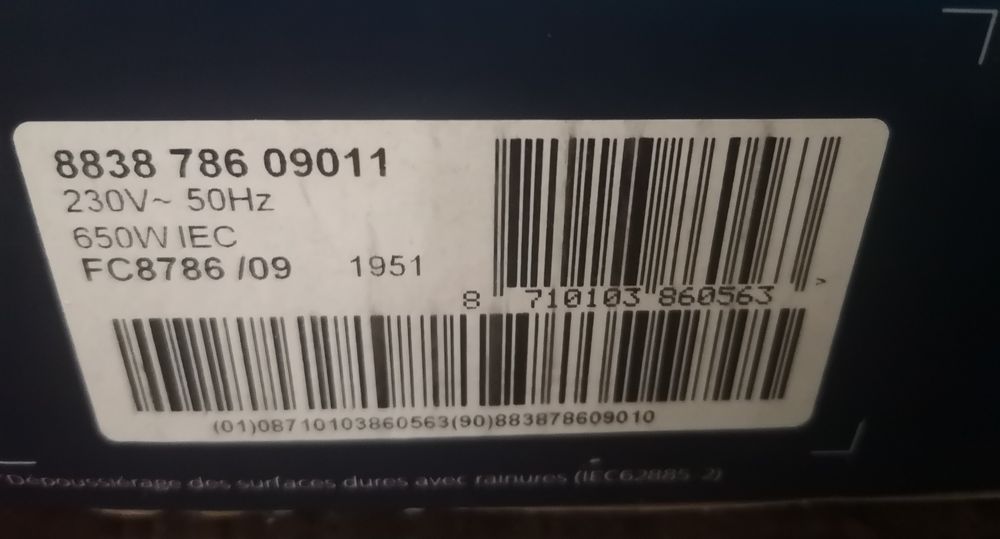 8838 786 09011
230V~ 50Hz
650W IEC
FC8786 /09 1951
8 710103 860563 >
(01)08710103860563(90)883878609010
*Dépoussiérage des surfaces dures avec rainures (IEC62885-2)